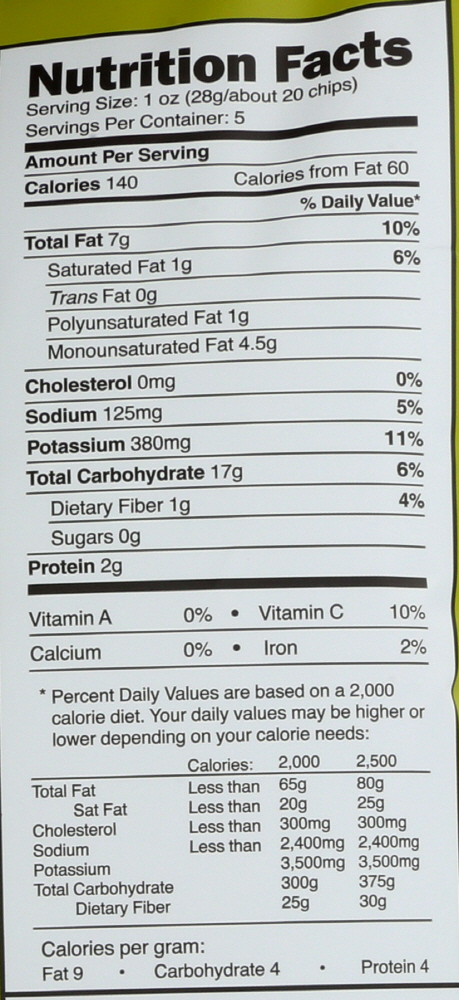 Nutrition Facts
Serving Size: 1 oz (28g/about 20 chips)
Servings Per Container: 5
Amount Per Serving
Calories 140 Calories from Fat 60
% Daily Value*
Total Fat 7g 10%
Saturated Fat 1g 6%
Trans Fat 0g
Polyunsaturated Fat 1g
Monounsaturated Fat 4.5g
Cholesterol 0mg 0%
Sodium 125mg 5%
Potassium 380mg 11%
Total Carbohydrate 17g 6%
Dietary Fiber 1g 4%
Sugars 0g
Protein 2g
Vitamin A 0% • Vitamin C 10%
Calcium 0% • Iron 2%
* Percent Daily Values are based on a 2,000
calorie diet. Your daily values may be higher or
lower depending on your calorie needs:
Calories: 2,000 2,500
Total Fat Less than 65g 80g
Sat Fat Less than 20g 25g
Cholesterol Less than 300mg 300mg
Sodium Less than 2,400mg 2,400mg
Potassium 3,500mg 3,500mg
Total Carbohydrate 300g 375g
Dietary Fiber 25g 30g
Calories per gram:
Fat 9 • Carbohydrate 4 • Protein 4